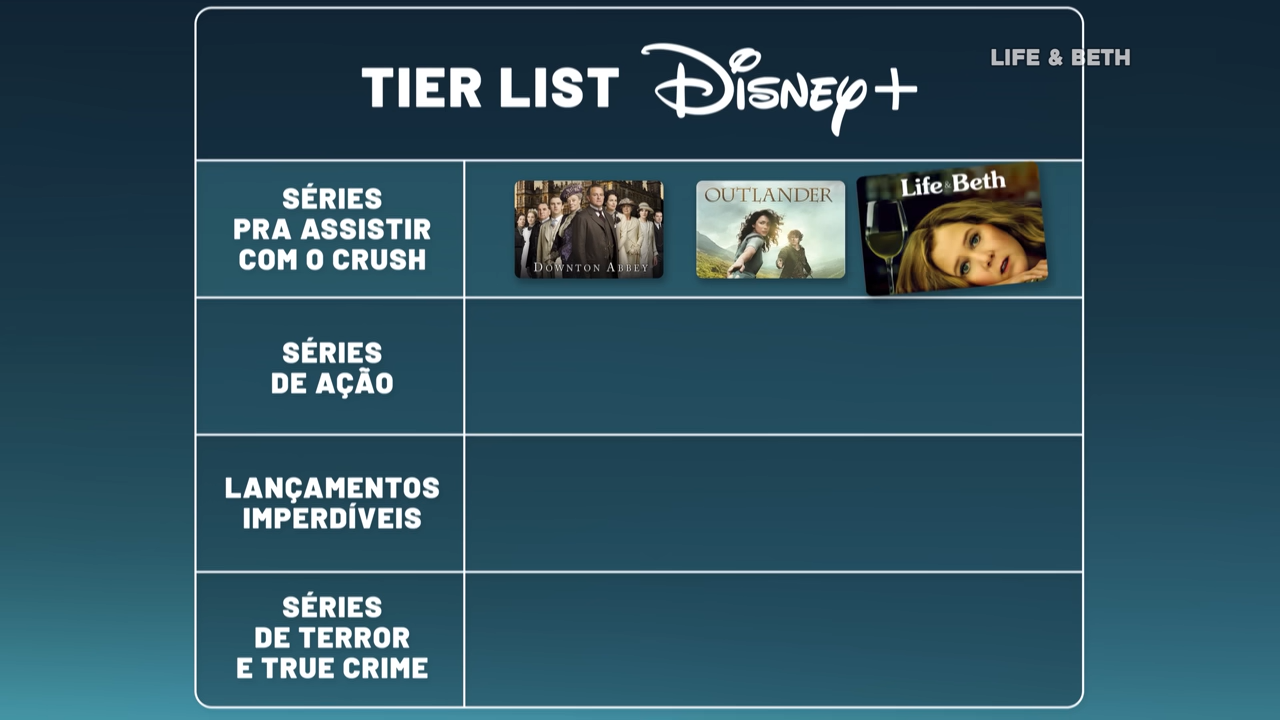 LIFE & BETH
TIER LIST Disney+
SÉRIES
PRA ASSISTIR
COM O CRUSH
DOWNTON ABBEY
OUTLANDER
Life & Beth
SÉRIES
DE AÇÃO
LANÇAMENTOS
IMPERDÍVEIS
SÉRIES
DE TERROR
E TRUE CRIME